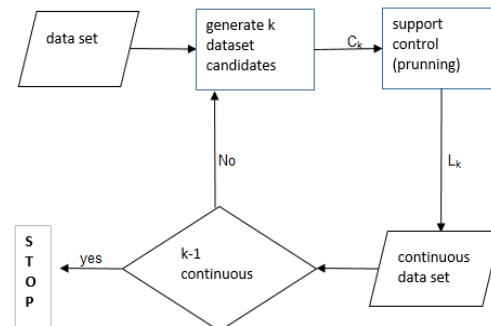 data set
generate k
dataset
candidates
Ck
support
control
(prunning)
Lk
continuous
data set
k-1
continuous
No
yes
S
T
O
P